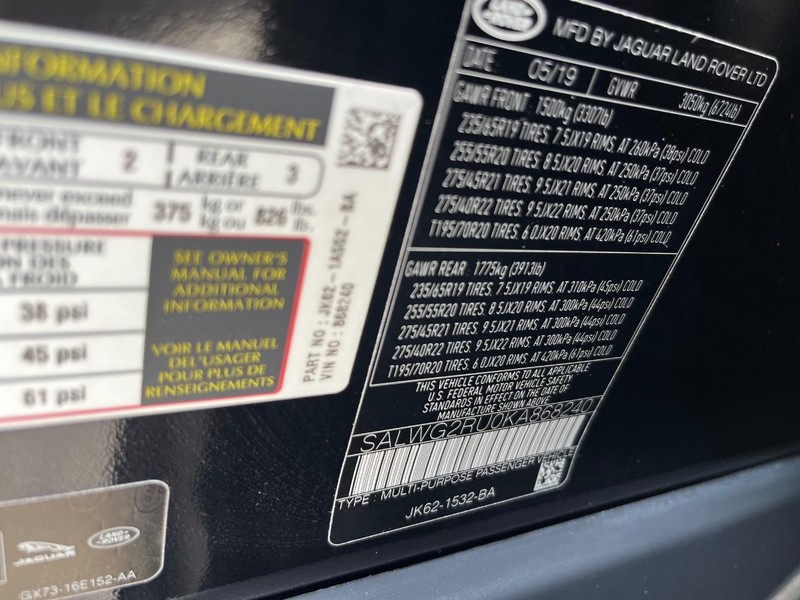 NFORMATION
US ET LE CHARGEMENT
FRONT
AVANT
2
REAR
ARRIÈRE
3
never exceed
mais dépasser
375
kg or
kg ou
826
lbs.
lb.
PRESSURE
ON DES
FROID
38 psi
45 psi
61 psi
SEE OWNER'S
MANUAL FOR
ADDITIONAL
INFORMATION
VOIR LE MANUEL
DEL'USAGER
POUR PLUS DE
RENSEIGNEMENTS
PART NO : JK62-1A552-BA
VIN NO : 868240
LAND ROVER
MFD BY JAGUAR LAND ROVER LTD
DATE 05/19 GVWR 3050kg (6724lb)
GAWR FRONT 1500kg (3307lb)
235/65R19 TIRES. 7.5JX19 RIMS. AT 260kPa (38psi) COLD
255/55R20 TIRES. 8.5JX20 RIMS. AT 250kPa (37psi) COLD
275/45R21 TIRES. 9.5JX21 RIMS. AT 250kPa (37psi) COLD
275/40R22 TIRES. 9.5JX22 RIMS. AT 250kPa (37psi) COLD
T195/70R20 TIRES. 6.0JX20 RIMS. AT 420kPa (61psi) COLD
GAWR REAR : 1775kg (3913lb)
235/65R19 TIRES. 7.5JX19 RIMS. AT 310kPa (45psi) COLD
255/55R20 TIRES. 8.5JX20 RIMS. AT 300kPa (44psi) COLD
275/45R21 TIRES. 9.5JX21 RIMS. AT 300kPa (44psi) COLD
275/40R22 TIRES. 9.5JX22 RIMS. AT 300kPa (44psi) COLD
T195/70R20 TIRES. 6.0JX20 RIMS. AT 420kPa (61psi) COLD
THIS VEHICLE CONFORMS TO ALL APPLICABLE
U.S. FEDERAL MOTOR VEHICLE SAFETY
STANDARDS IN EFFECT ON THE DATE OF
MANUFACTURE SHOWN ABOVE
SALWG2RU0KA868240
TYPE : MULTI-PURPOSE PASSENGER VEHICLE
JK62-1532-BA
JAGUAR
LAND ROVER
GX73-16E152-AA